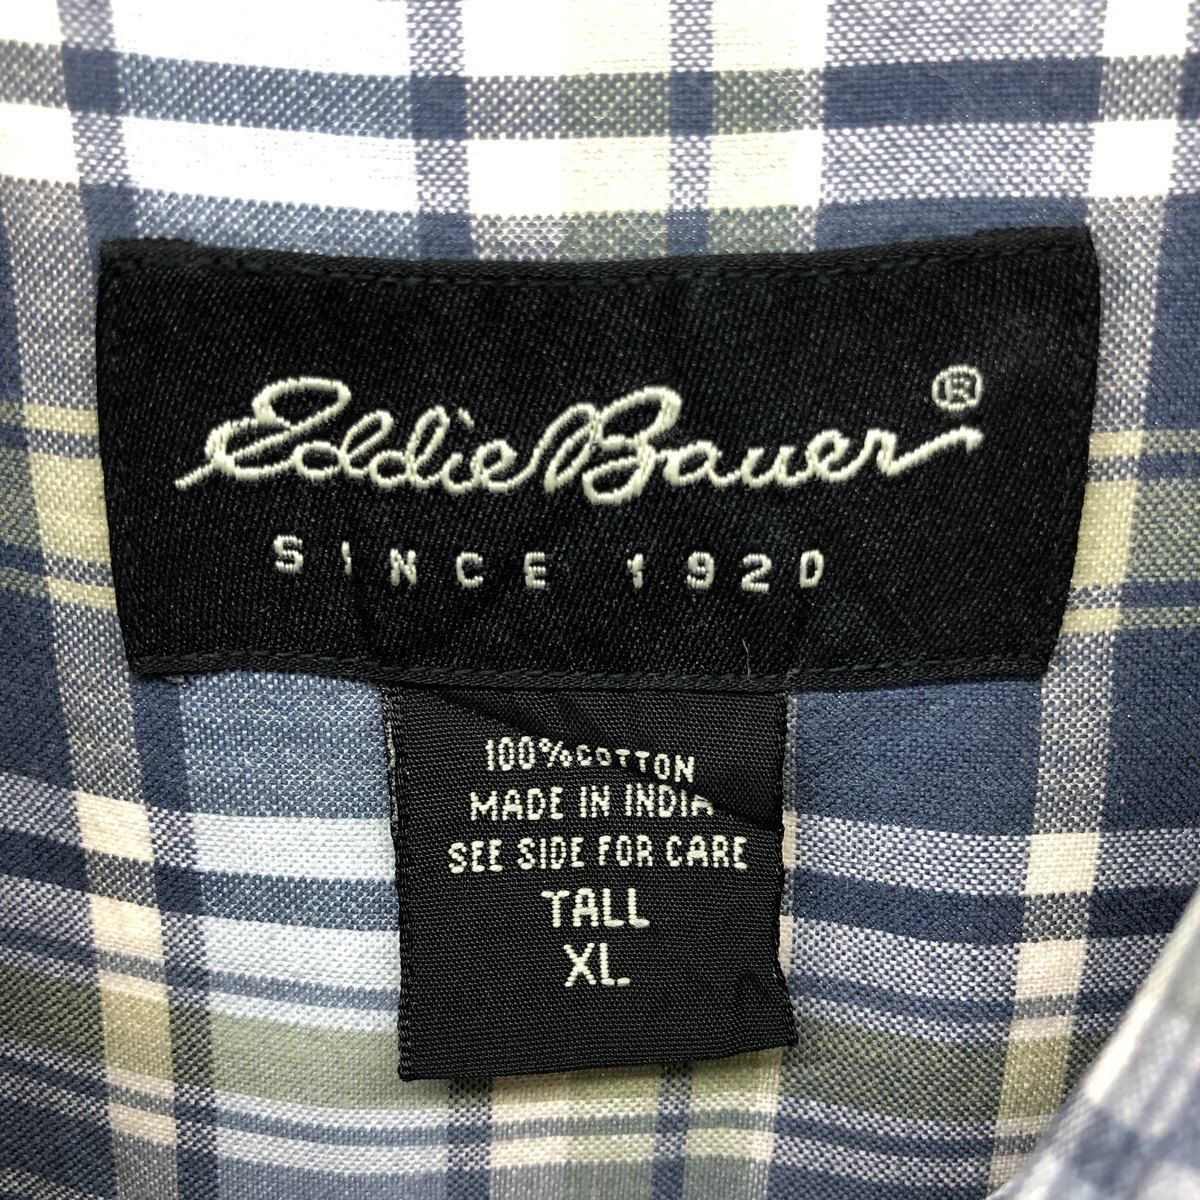 Eddie Bauer®
SINCE 1920
100% COTTON
MADE IN INDIA
SEE SIDE FOR CARE
TALL
XL